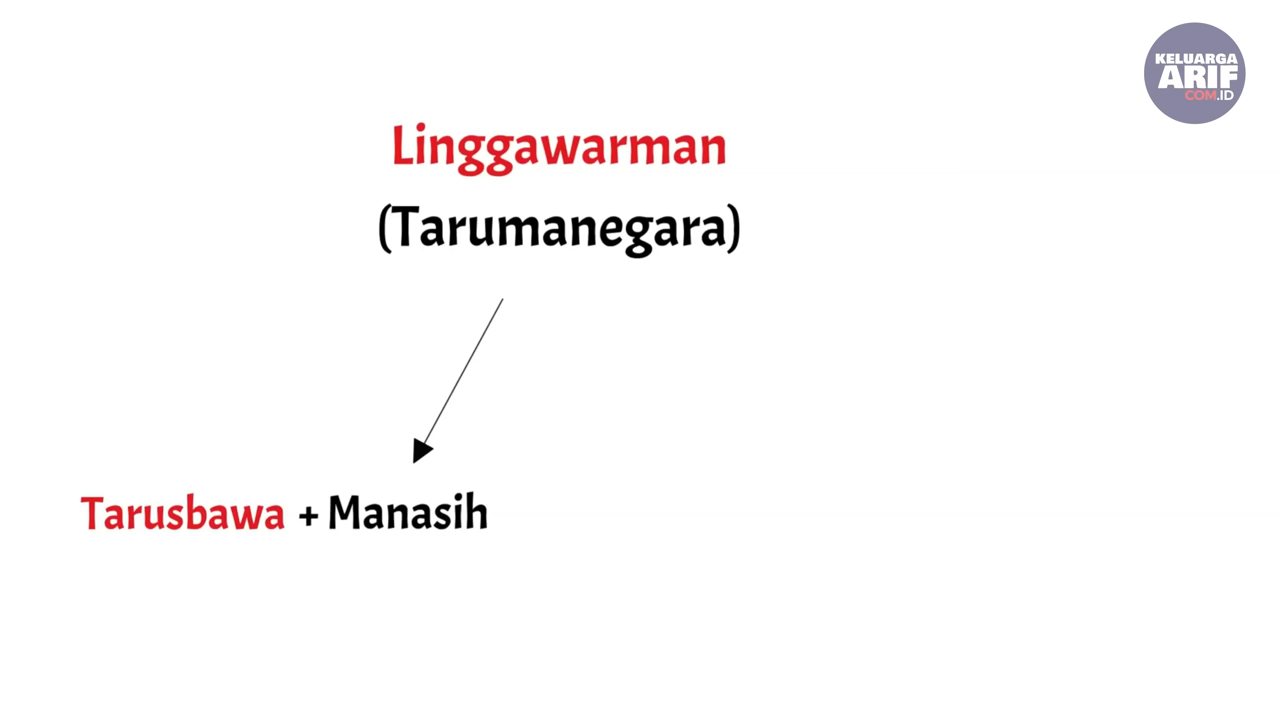 KELUARGA
ARIF
COM.ID
Linggawarman
(Tarumanegara)
Tarusbawa + Manasih